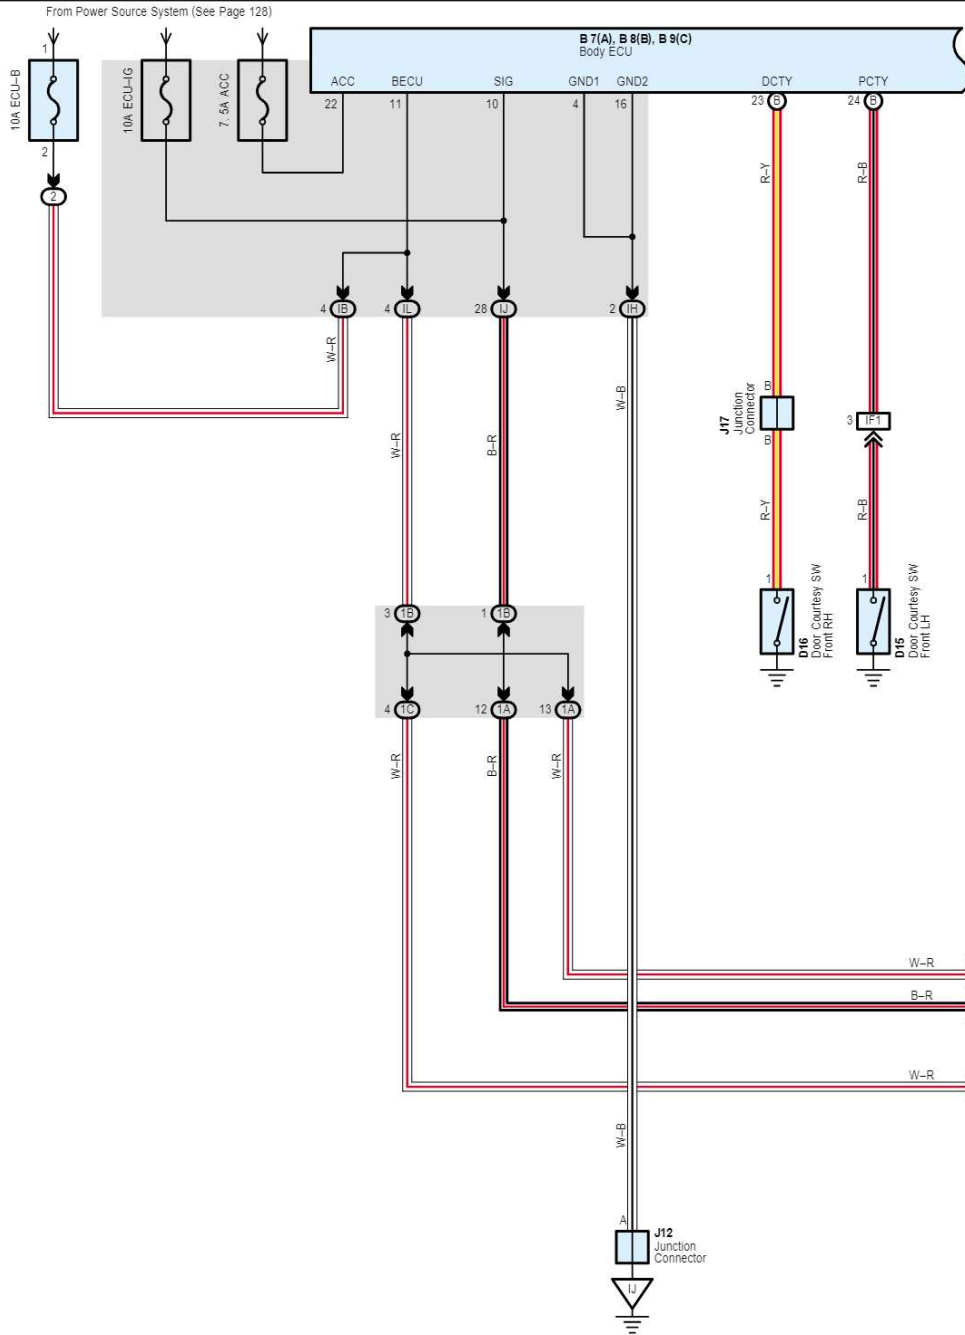 From Power Source System (See Page 128)
B 7(A), B 8(B), B 9(C)
Body ECU
ACC
BECU
SIG
GND1
GND2
DCTY
PCTY
22
11
10
4
16
23
B
24
B
1
10A ECU–B
2
10A ECU–IG
7. 5A ACC
2
R–Y
R–B
4
IB
4
IL
28
IJ
2
IH
W–R
W–B
W–R
B–R
B
J17
Junction
Connector
B
3
IF1
R–Y
R–B
1
1
D16
Door Courtesy SW
Front RH
D15
Door Courtesy SW
Front LH
3
1B
1
1B
4
1C
12
1A
13
1A
W–R
B–R
W–R
W–R
B–R
W–R
W–B
A
J12
Junction
Connector
IJ